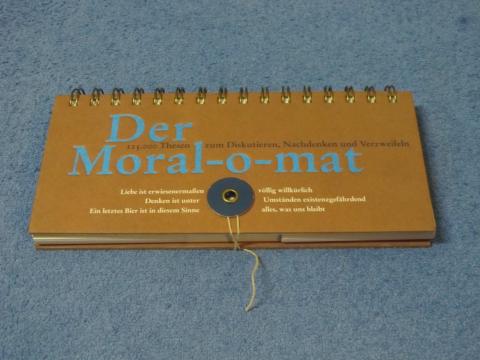 Der
125.000 Thesen zum Diskutieren, Nachdenken und Verzweifeln
Moral-o-mat
Liebe ist erwiesenermaßen völlig willkürlich
Denken ist unter Umständen existenzgefährdend
Ein letztes Bier ist in diesem Sinne alles, was uns bleibt